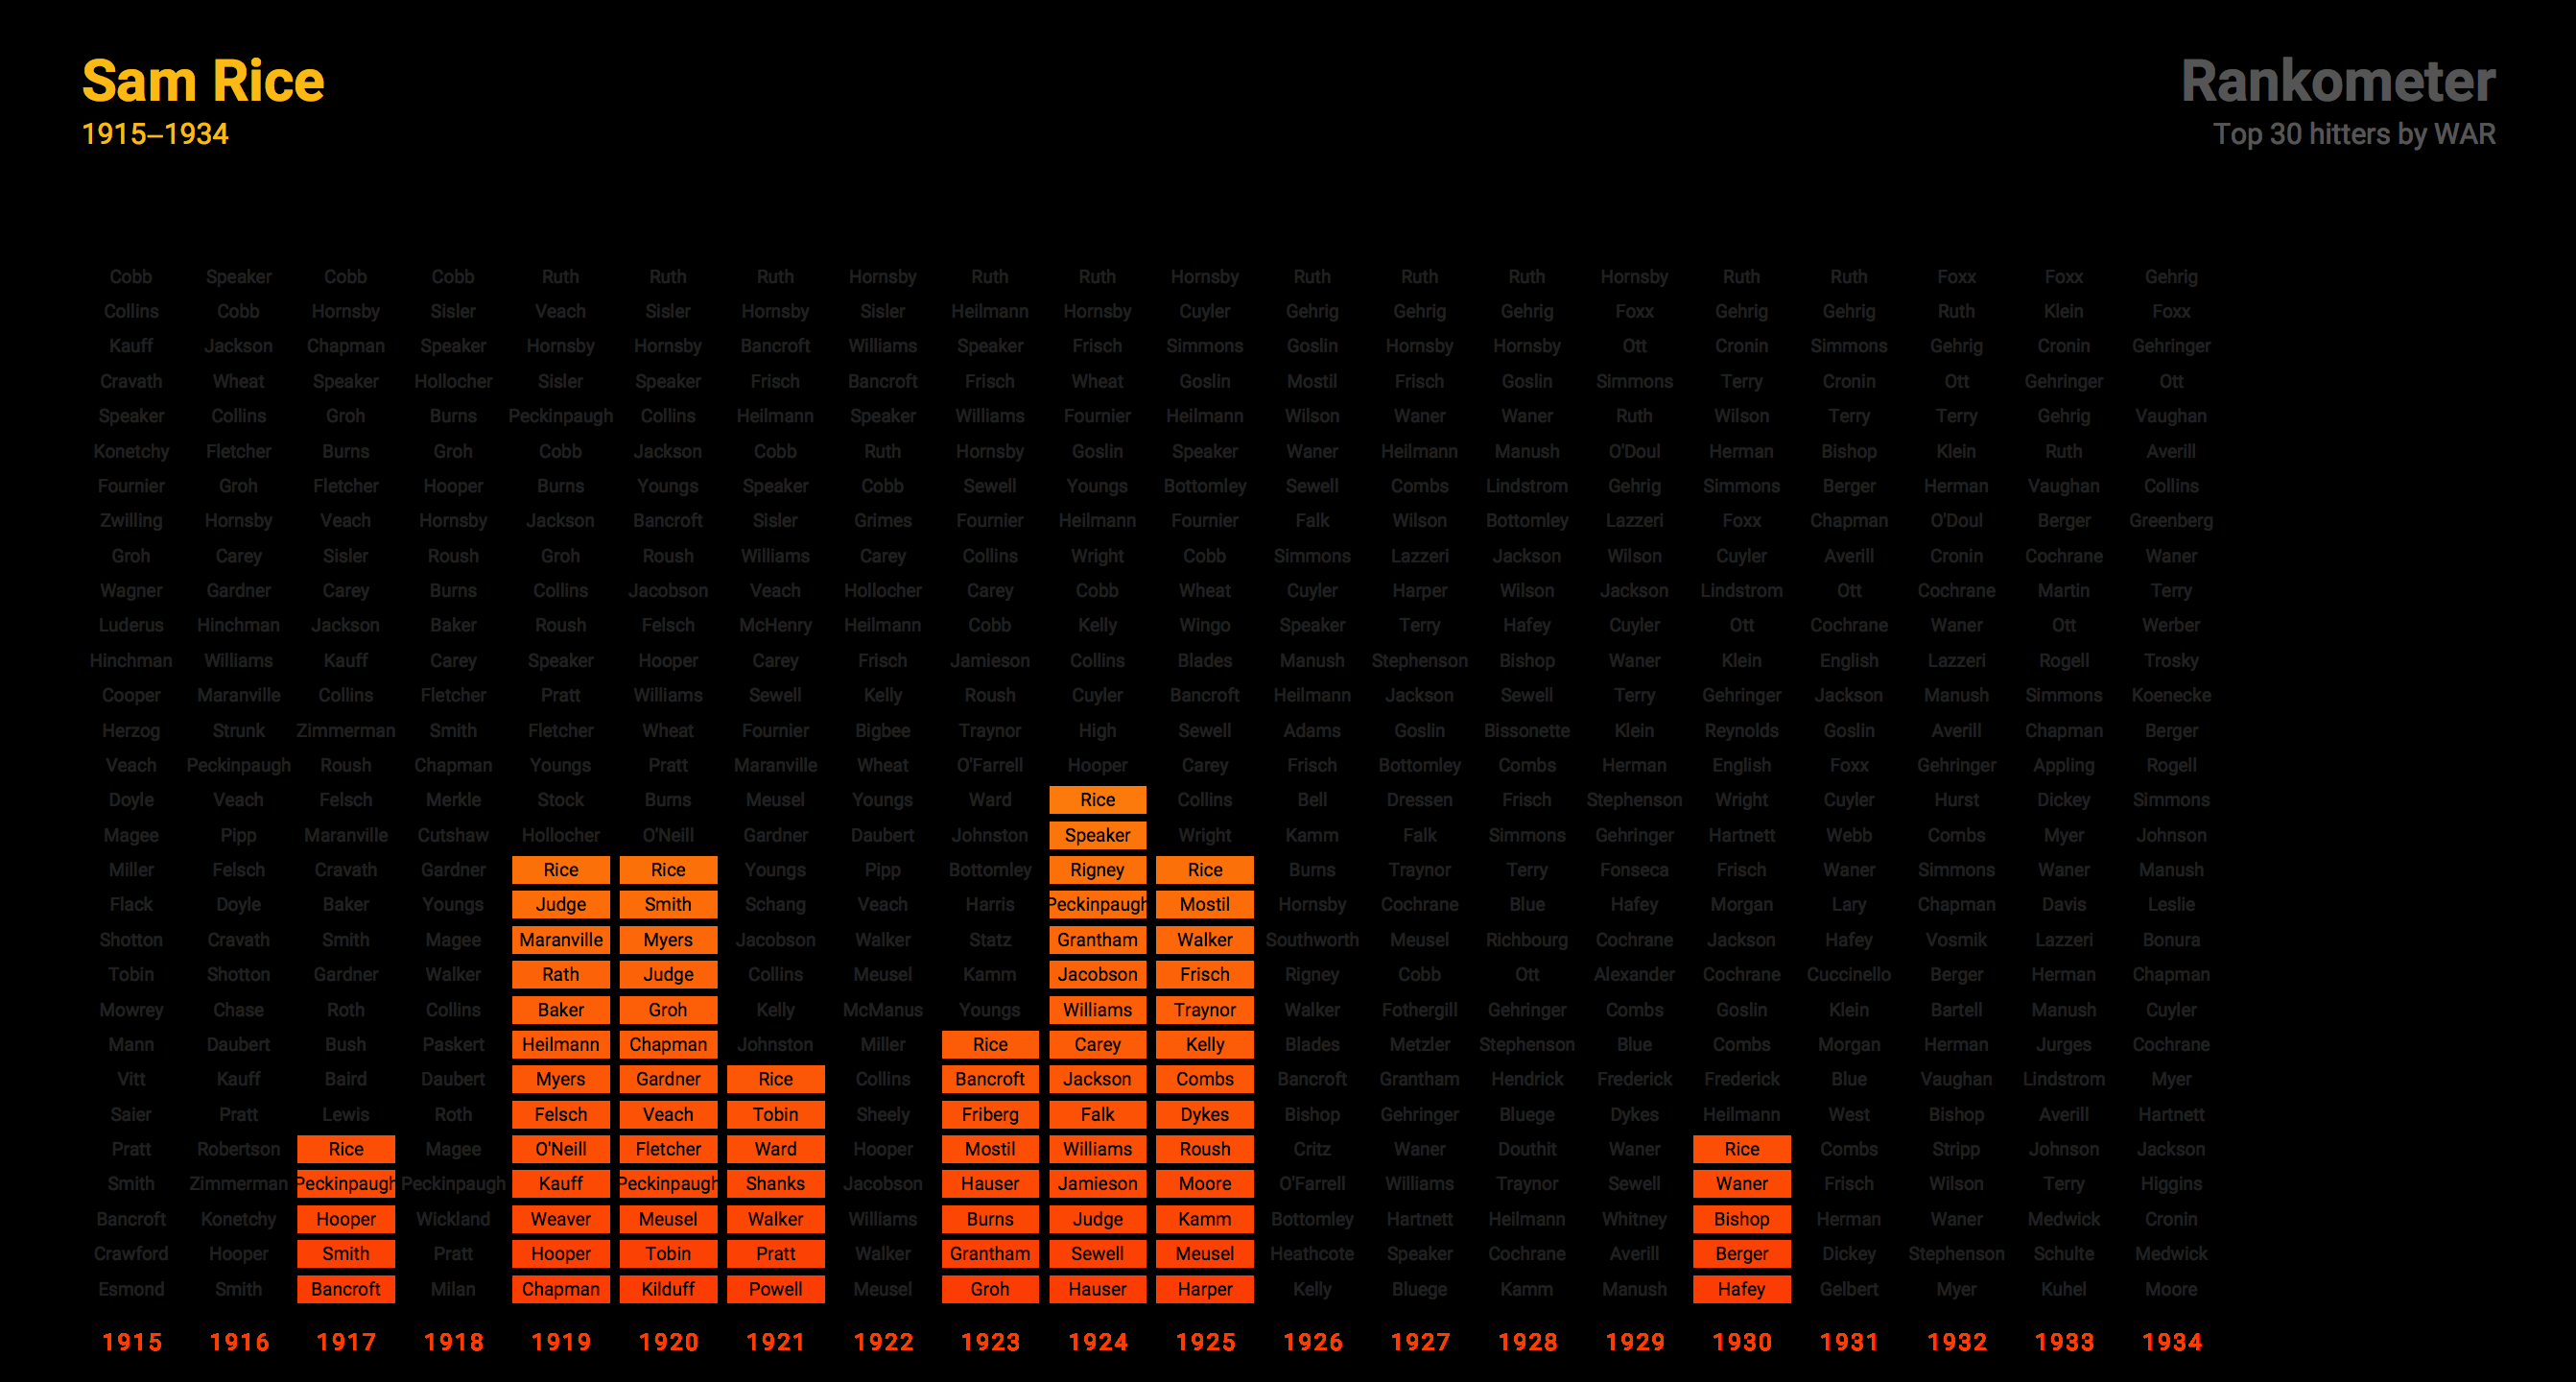 Sam Rice Rankometer
1915–1934 Top 30 hitters by WAR
Cobb Speaker Cobb Cobb Ruth Ruth Ruth Hornsby Ruth Ruth Hornsby Ruth Ruth Ruth Hornsby Ruth Ruth Foxx Foxx Gehrig
Collins Cobb Hornsby Sisler Veach Sisler Hornsby Sisler Heilmann Hornsby Cuyler Gehrig Gehrig Gehrig Foxx Gehrig Gehrig Ruth Klein Foxx
Kauff Jackson Chapman Speaker Hornsby Hornsby Bancroft Williams Speaker Frisch Simmons Goslin Hornsby Hornsby Ott Cronin Simmons Gehrig Cronin Gehringer
Cravath Wheat Speaker Hollocher Sisler Speaker Frisch Bancroft Frisch Wheat Goslin Mostil Frisch Goslin Simmons Terry Cronin Ott Gehringer Ott
Speaker Collins Groh Burns Peckinpaugh Collins Heilmann Speaker Williams Fournier Heilmann Wilson Waner Waner Ruth Wilson Terry Terry Gehrig Vaughan
Konetchy Fletcher Burns Groh Cobb Jackson Cobb Ruth Hornsby Goslin Speaker Waner Heilmann Manush O'Doul Herman Bishop Klein Ruth Averill
Fournier Groh Fletcher Hooper Burns Youngs Speaker Cobb Sewell Youngs Bottomley Sewell Combs Lindstrom Gehrig Simmons Berger Herman Vaughan Collins
Zwilling Hornsby Veach Hornsby Jackson Bancroft Sisler Grimes Fournier Heilmann Fournier Falk Wilson Bottomley Lazzeri Foxx Chapman O'Doul Berger Greenberg
Groh Carey Sisler Roush Groh Roush Williams Carey Collins Wright Cobb Simmons Lazzeri Jackson Wilson Cuyler Averill Cronin Cochrane Waner
Wagner Gardner Carey Burns Collins Jacobson Veach Hollocher Carey Cobb Wheat Cuyler Harper Wilson Jackson Lindstrom Ott Cochrane Martin Terry
Luderus Hinchman Jackson Baker Roush Felsch McHenry Heilmann Cobb Kelly Wingo Speaker Terry Hafey Cuyler Ott Cochrane Waner Ott Werber
Hinchman Williams Kauff Carey Speaker Hooper Carey Frisch Jamieson Collins Blades Manush Stephenson Bishop Waner Klein English Lazzeri Rogell Trosky
Cooper Maranville Collins Fletcher Pratt Williams Sewell Kelly Roush Cuyler Bancroft Heilmann Jackson Sewell Terry Gehringer Jackson Manush Simmons Koenecke
Herzog Strunk Zimmerman Smith Fletcher Wheat Fournier Bigbee Traynor High Sewell Adams Goslin Bissonette Klein Reynolds Goslin Averill Chapman Berger
Veach Peckinpaugh Roush Chapman Youngs Pratt Maranville Wheat O'Farrell Hooper Carey Frisch Bottomley Combs Herman English Foxx Gehringer Appling Rogell
Doyle Veach Felsch Merkle Stock Burns Meusel Youngs Ward Rice Collins Bell Dressen Frisch Stephenson Wright Cuyler Hurst Dickey Simmons
Magee Pipp Maranville Cutshaw Hollocher O'Neill Gardner Daubert Johnston Speaker Wright Kamm Falk Simmons Gehringer Hartnett Webb Combs Myer Johnson
Miller Felsch Cravath Gardner Rice Rice Youngs Pipp Bottomley Rigney Rice Burns Traynor Terry Fonseca Frisch Waner Simmons Waner Manush
Flack Doyle Baker Youngs Judge Smith Schang Veach Harris Peckinpaugh Mostil Hornsby Cochrane Blue Hafey Morgan Lary Chapman Davis Leslie
Shotton Cravath Smith Magee Maranville Myers Jacobson Walker Statz Grantham Walker Southworth Meusel Richbourg Cochrane Jackson Hafey Vosmik Lazzeri Bonura
Tobin Shotton Gardner Walker Rath Judge Collins Meusel Kamm Jacobson Frisch Rigney Cobb Ott Alexander Cochrane Cuccinello Berger Herman Chapman
Mowrey Chase Roth Collins Baker Groh Kelly McManus Youngs Williams Traynor Walker Fothergill Gehringer Combs Goslin Klein Bartell Manush Cuyler
Mann Daubert Bush Paskert Heilmann Chapman Johnston Miller Rice Carey Kelly Blades Metzler Stephenson Blue Combs Morgan Herman Jurges Cochrane
Vitt Kauff Baird Daubert Myers Gardner Rice Collins Bancroft Jackson Combs Bancroft Grantham Hendrick Frederick Frederick Blue Vaughan Lindstrom Myer
Saier Pratt Lewis Roth Felsch Veach Tobin Sheely Friberg Falk Dykes Bishop Gehringer Bluege Dykes Heilmann West Bishop Averill Hartnett
Pratt Robertson Rice Magee O'Neill Fletcher Ward Hooper Mostil Williams Roush Critz Waner Douthit Waner Rice Combs Stripp Johnson Jackson
Smith Zimmerman Peckinpaugh Peckinpaugh Kauff Peckinpaugh Shanks Jacobson Hauser Jamieson Moore O'Farrell Williams Traynor Sewell Waner Frisch Wilson Terry Higgins
Bancroft Konetchy Hooper Wickland Weaver Meusel Walker Williams Burns Judge Kamm Bottomley Hartnett Heilmann Whitney Bishop Herman Waner Medwick Cronin
Crawford Hooper Smith Pratt Hooper Tobin Pratt Walker Grantham Sewell Meusel Heathcote Speaker Cochrane Averill Berger Dickey Stephenson Schulte Medwick
Esmond Smith Bancroft Milan Chapman Kilduff Powell Meusel Groh Hauser Harper Kelly Bluege Kamm Manush Hafey Gelbert Myer Kuhel Moore
1915 1916 1917 1918 1919 1920 1921 1922 1923 1924 1925 1926 1927 1928 1929 1930 1931 1932 1933 1934